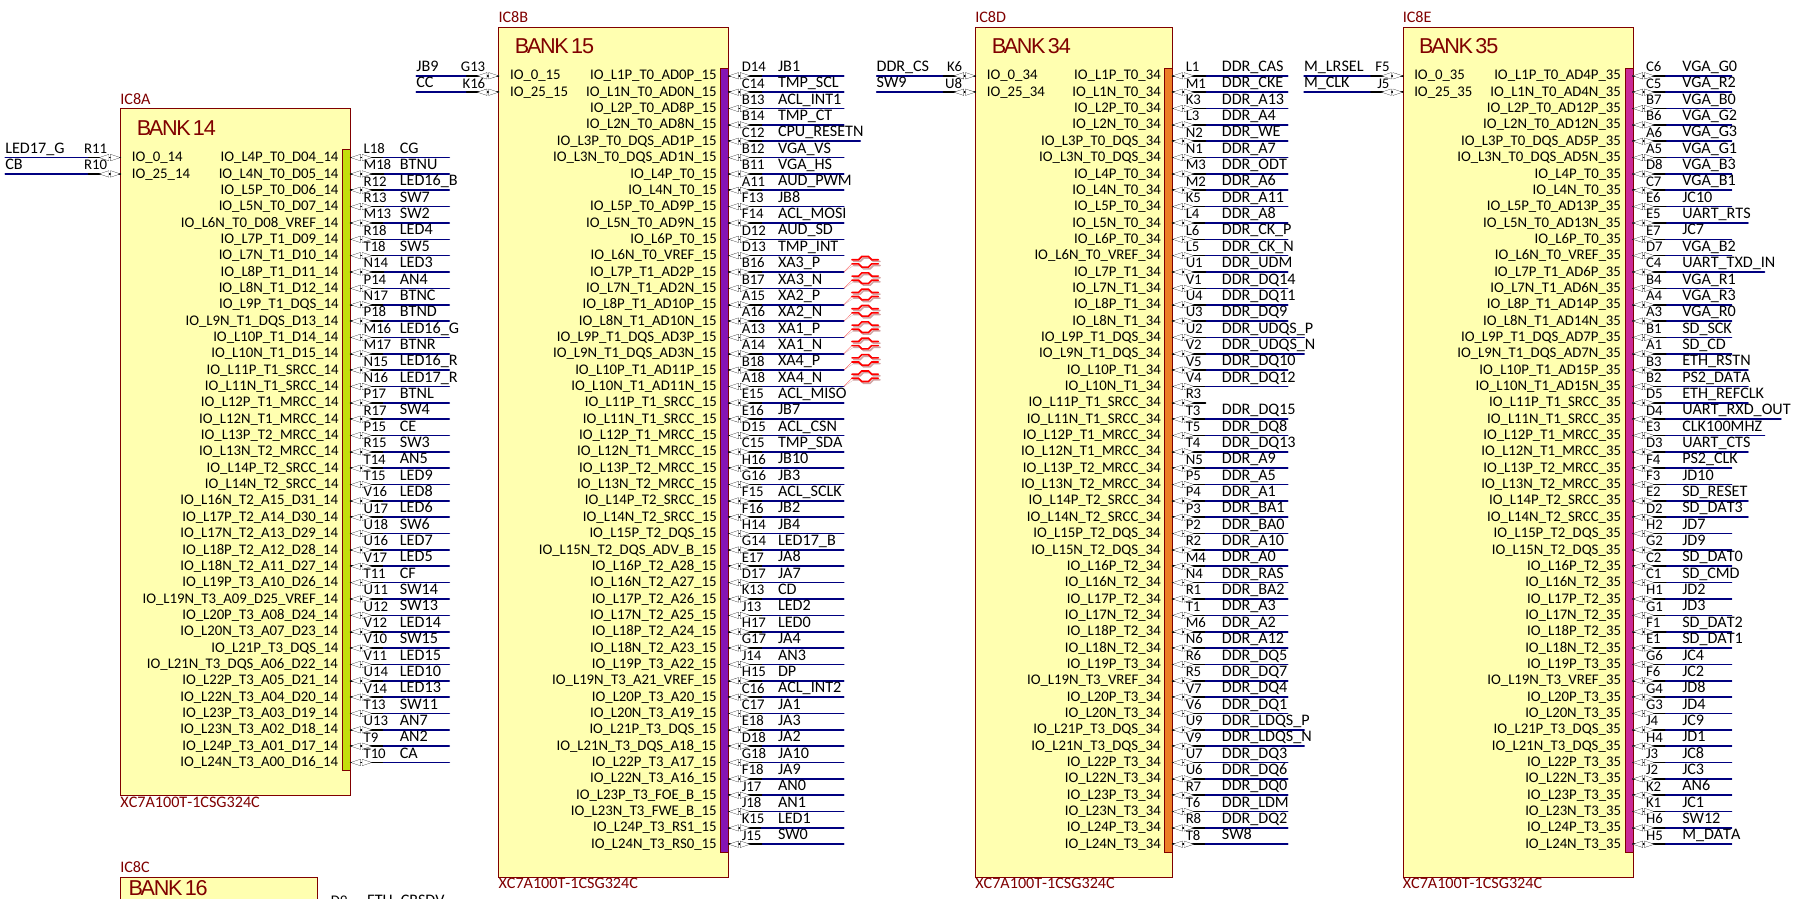 IC8A
BANK 14
LED17_G R11 IO_0_14
CB R10 IO_25_14
IO_L4P_T0_D04_14 L18 CG
IO_L4N_T0_D05_14 M18 BTNU
IO_L5P_T0_D06_14 R12 LED16_B
IO_L5N_T0_D07_14 R13 SW7
IO_L6N_T0_D08_VREF_14 M13 SW2
IO_L7P_T1_D09_14 R18 LED4
IO_L7N_T1_D10_14 T18 SW5
IO_L8P_T1_D11_14 N14 LED3
IO_L8N_T1_D12_14 P14 AN4
IO_L9P_T1_DQS_14 N17 BTNC
IO_L9N_T1_DQS_D13_14 P18 BTND
IO_L10P_T1_D14_14 M16 LED16_G
IO_L10N_T1_D15_14 M17 BTNR
IO_L11P_T1_SRCC_14 N15 LED16_R
IO_L11N_T1_SRCC_14 N16 LED17_R
IO_L12P_T1_MRCC_14 P17 BTNL
IO_L12N_T1_MRCC_14 R17 SW4
IO_L13P_T2_MRCC_14 P15 CE
IO_L13N_T2_MRCC_14 R15 SW3
IO_L14P_T2_SRCC_14 T14 AN5
IO_L14N_T2_SRCC_14 T15 LED9
IO_L16N_T2_A15_D31_14 V16 LED8
IO_L17P_T2_A14_D30_14 U17 LED6
IO_L17N_T2_A13_D29_14 U18 SW6
IO_L18P_T2_A12_D28_14 U16 LED7
IO_L18N_T2_A11_D27_14 V17 LED5
IO_L19P_T3_A10_D26_14 T11 CF
IO_L19N_T3_A09_D25_VREF_14 U11 SW14
IO_L20P_T3_A08_D24_14 U12 SW13
IO_L20N_T3_A07_D23_14 V12 LED14
IO_L21P_T3_DQS_14 V10 SW15
IO_L21N_T3_DQS_A06_D22_14 V11 LED15
IO_L22P_T3_A05_D21_14 U14 LED10
IO_L22N_T3_A04_D20_14 V14 LED13
IO_L23P_T3_A03_D19_14 T13 SW11
IO_L23N_T3_A02_D18_14 U13 AN7
IO_L24P_T3_A01_D17_14 T9 AN2
IO_L24N_T3_A00_D16_14 T10 CA
XC7A100T-1CSG324C
IC8C
BANK 16
IC8B
BANK 15
JB9 G13 IO_0_15
CC K16 IO_25_15
IO_L1P_T0_AD0P_15 D14 JB1
IO_L1N_T0_AD0N_15 C14 TMP_SCL
IO_L2P_T0_AD8P_15 B13 ACL_INT1
IO_L2N_T0_AD8N_15 B14 TMP_CT
IO_L3P_T0_DQS_AD1P_15 C12 CPU_RESETN
IO_L3N_T0_DQS_AD1N_15 B12 VGA_VS
IO_L4P_T0_15 B11 VGA_HS
IO_L4N_T0_15 A11 AUD_PWM
IO_L5P_T0_AD9P_15 F13 JB8
IO_L5N_T0_AD9N_15 F14 ACL_MOSI
IO_L6P_T0_15 D12 AUD_SD
IO_L6N_T0_VREF_15 D13 TMP_INT
IO_L7P_T1_AD2P_15 B16 XA3_P
IO_L7N_T1_AD2N_15 B17 XA3_N
IO_L8P_T1_AD10P_15 A15 XA2_P
IO_L8N_T1_AD10N_15 A16 XA2_N
IO_L9P_T1_DQS_AD3P_15 A13 XA1_P
IO_L9N_T1_DQS_AD3N_15 A14 XA1_N
IO_L10P_T1_AD11P_15 B18 XA4_P
IO_L10N_T1_AD11N_15 A18 XA4_N
IO_L11P_T1_SRCC_15 E15 ACL_MISO
IO_L11N_T1_SRCC_15 E16 JB7
IO_L12P_T1_MRCC_15 D15 ACL_CSN
IO_L12N_T1_MRCC_15 C15 TMP_SDA
IO_L13P_T2_MRCC_15 H16 JB10
IO_L13N_T2_MRCC_15 G16 JB3
IO_L14P_T2_SRCC_15 F15 ACL_SCLK
IO_L14N_T2_SRCC_15 F16 JB2
IO_L15P_T2_DQS_15 H14 JB4
IO_L15N_T2_DQS_ADV_B_15 G14 LED17_B
IO_L16P_T2_A28_15 E17 JA8
IO_L16N_T2_A27_15 D17 JA7
IO_L17P_T2_A26_15 K13 CD
IO_L17N_T2_A25_15 J13 LED2
IO_L18P_T2_A24_15 H17 LED0
IO_L18N_T2_A23_15 G17 JA4
IO_L19P_T3_A22_15 J14 AN3
IO_L19N_T3_A21_VREF_15 H15 DP
IO_L20P_T3_A20_15 C16 ACL_INT2
IO_L20N_T3_A19_15 C17 JA1
IO_L21P_T3_DQS_15 E18 JA3
IO_L21N_T3_DQS_A18_15 D18 JA2
IO_L22P_T3_A17_15 G18 JA10
IO_L22N_T3_A16_15 F18 JA9
IO_L23P_T3_FOE_B_15 J17 AN0
IO_L23N_T3_FWE_B_15 J18 AN1
IO_L24P_T3_RS1_15 K15 LED1
IO_L24N_T3_RS0_15 J15 SW0
XC7A100T-1CSG324C
IC8D
BANK 34
DDR_CS K6 IO_0_34
SW9 U8 IO_25_34
IO_L1P_T0_34 L1 DDR_CAS
IO_L1N_T0_34 M1 DDR_CKE
IO_L2P_T0_34 K3 DDR_A13
IO_L2N_T0_34 L3 DDR_A4
IO_L3P_T0_DQS_34 N2 DDR_WE
IO_L3N_T0_DQS_34 N1 DDR_A7
IO_L4P_T0_34 M3 DDR_ODT
IO_L4N_T0_34 M2 DDR_A6
IO_L5P_T0_34 K5 DDR_A11
IO_L5N_T0_34 L4 DDR_A8
IO_L6P_T0_34 L6 DDR_CK_P
IO_L6N_T0_VREF_34 L5 DDR_CK_N
IO_L7P_T1_34 U1 DDR_UDM
IO_L7N_T1_34 V1 DDR_DQ14
IO_L8P_T1_34 U4 DDR_DQ11
IO_L8N_T1_34 U3 DDR_DQ9
IO_L9P_T1_DQS_34 U2 DDR_UDQS_P
IO_L9N_T1_DQS_34 V2 DDR_UDQS_N
IO_L10P_T1_34 V5 DDR_DQ10
IO_L10N_T1_34 V4 DDR_DQ12
IO_L11P_T1_SRCC_34 R3
IO_L11N_T1_SRCC_34 T3 DDR_DQ15
IO_L12P_T1_MRCC_34 T5 DDR_DQ8
IO_L12N_T1_MRCC_34 T4 DDR_DQ13
IO_L13P_T2_MRCC_34 N5 DDR_A9
IO_L13N_T2_MRCC_34 P5 DDR_A5
IO_L14P_T2_SRCC_34 P4 DDR_A1
IO_L14N_T2_SRCC_34 P3 DDR_BA1
IO_L15P_T2_DQS_34 P2 DDR_BA0
IO_L15N_T2_DQS_34 R2 DDR_A10
IO_L16P_T2_34 M4 DDR_A0
IO_L16N_T2_34 N4 DDR_RAS
IO_L17P_T2_34 R1 DDR_BA2
IO_L17N_T2_34 T1 DDR_A3
IO_L18P_T2_34 M6 DDR_A2
IO_L18N_T2_34 N6 DDR_A12
IO_L19P_T3_34 R6 DDR_DQ5
IO_L19N_T3_VREF_34 R5 DDR_DQ7
IO_L20P_T3_34 V7 DDR_DQ4
IO_L20N_T3_34 V6 DDR_DQ1
IO_L21P_T3_DQS_34 U9 DDR_LDQS_P
IO_L21N_T3_DQS_34 V9 DDR_LDQS_N
IO_L22P_T3_34 U7 DDR_DQ3
IO_L22N_T3_34 U6 DDR_DQ6
IO_L23P_T3_34 R7 DDR_DQ0
IO_L23N_T3_34 T6 DDR_LDM
IO_L24P_T3_34 R8 DDR_DQ2
IO_L24N_T3_34 T8 SW8
XC7A100T-1CSG324C
IC8E
BANK 35
M_LRSEL F5 IO_0_35
M_CLK J5 IO_25_35
IO_L1P_T0_AD4P_35 C6 VGA_G0
IO_L1N_T0_AD4N_35 C5 VGA_R2
IO_L2P_T0_AD12P_35 B7 VGA_B0
IO_L2N_T0_AD12N_35 B6 VGA_G2
IO_L3P_T0_DQS_AD5P_35 A6 VGA_G3
IO_L3N_T0_DQS_AD5N_35 A5 VGA_G1
IO_L4P_T0_35 D8 VGA_B3
IO_L4N_T0_35 C7 VGA_B1
IO_L5P_T0_AD13P_35 E6 JC10
IO_L5N_T0_AD13N_35 E5 UART_RTS
IO_L6P_T0_35 E7 JC7
IO_L6N_T0_VREF_35 D7 VGA_B2
IO_L7P_T1_AD6P_35 C4 UART_TXD_IN
IO_L7N_T1_AD6N_35 B4 VGA_R1
IO_L8P_T1_AD14P_35 A4 VGA_R3
IO_L8N_T1_AD14N_35 A3 VGA_R0
IO_L9P_T1_DQS_AD7P_35 B1 SD_SCK
IO_L9N_T1_DQS_AD7N_35 A1 SD_CD
IO_L10P_T1_AD15P_35 B3 ETH_RSTN
IO_L10N_T1_AD15N_35 B2 PS2_DATA
IO_L11P_T1_SRCC_35 D5 ETH_REFCLK
IO_L11N_T1_SRCC_35 D4 UART_RXD_OUT
IO_L12P_T1_MRCC_35 E3 CLK100MHZ
IO_L12N_T1_MRCC_35 D3 UART_CTS
IO_L13P_T2_MRCC_35 F4 PS2_CLK
IO_L13N_T2_MRCC_35 F3 JD10
IO_L14P_T2_SRCC_35 E2 SD_RESET
IO_L14N_T2_SRCC_35 D2 SD_DAT3
IO_L15P_T2_DQS_35 H2 JD7
IO_L15N_T2_DQS_35 G2 JD9
IO_L16P_T2_35 C2 SD_DAT0
IO_L16N_T2_35 C1 SD_CMD
IO_L17P_T2_35 H1 JD2
IO_L17N_T2_35 G1 JD3
IO_L18P_T2_35 F1 SD_DAT2
IO_L18N_T2_35 E1 SD_DAT1
IO_L19P_T3_35 G6 JC4
IO_L19N_T3_VREF_35 F6 JC2
IO_L20P_T3_35 G4 JD8
IO_L20N_T3_35 G3 JD4
IO_L21P_T3_DQS_35 J4 JC9
IO_L21N_T3_DQS_35 H4 JD1
IO_L22P_T3_35 J3 JC8
IO_L22N_T3_35 J2 JC3
IO_L23P_T3_35 K2 AN6
IO_L23N_T3_35 K1 JC1
IO_L24P_T3_35 H6 SW12
IO_L24N_T3_35 H5 M_DATA
XC7A100T-1CSG324C